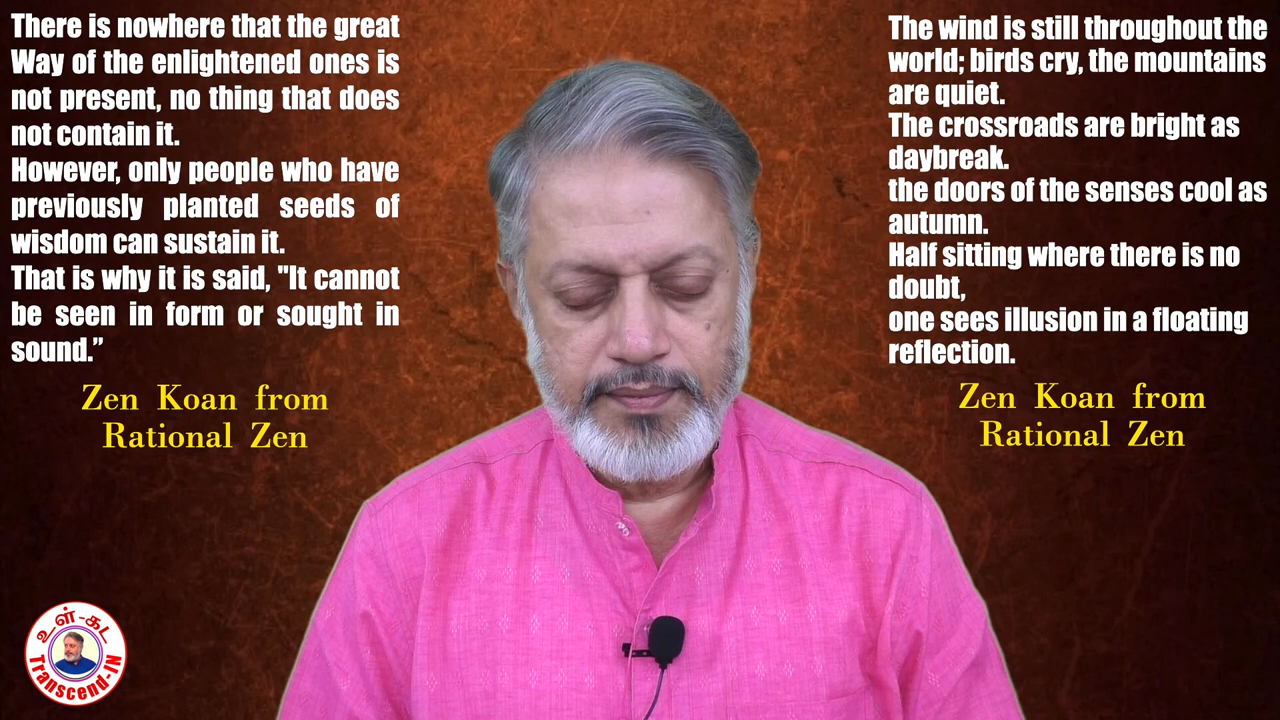 There is nowhere that the great
Way of the enlightened ones is
not present, no thing that does
not contain it.
However, only people who have
previously planted seeds of
wisdom can sustain it.
That is why it is said, "It cannot
be seen in form or sought in
sound.”
Zen Koan from
Rational Zen
The wind is still throughout the
world; birds cry, the mountains
are quiet.
The crossroads are bright as
daybreak.
the doors of the senses cool as
autumn.
Half sitting where there is no
doubt,
one sees illusion in a floating
reflection.
Zen Koan from
Rational Zen
உள்-கட
Transcend-IN